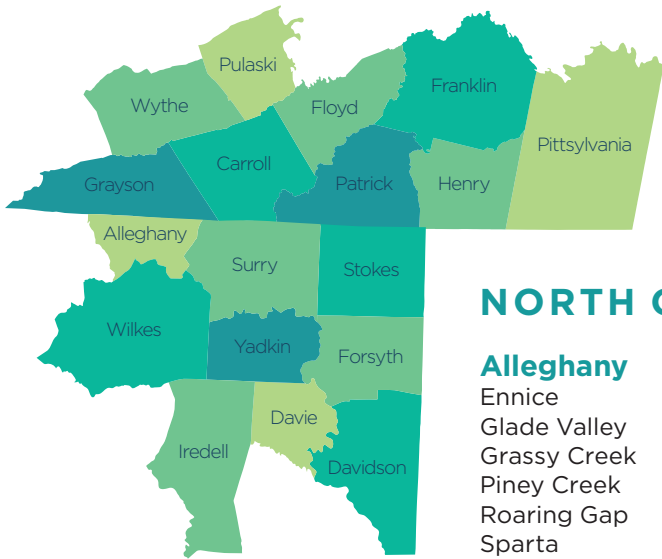 Pulaski
Franklin
Wythe
Floyd
Pittsylvania
Carroll
Grayson
Patrick
Henry
Alleghany
Surry
Stokes
Wilkes
Yadkin
Forsyth
Davie
Iredell
Davidson
NORTH
Alleghany
Ennice
Glade Valley
Grassy Creek
Piney Creek
Roaring Gap
Sparta